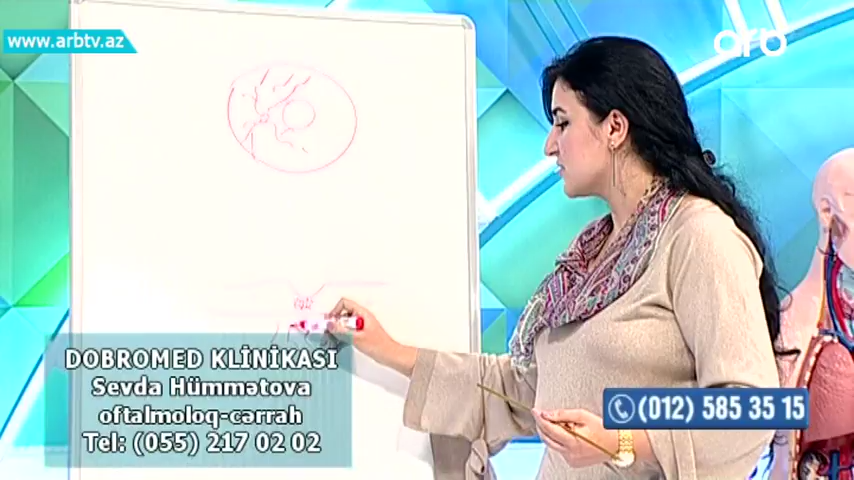 www.arbtv.az
arb
DOBROMED KLİNİKASI
Sevda Hümmətova
oftalmoloq-cərrah
Tel: (055) 217 02 02
(012) 585 35 15